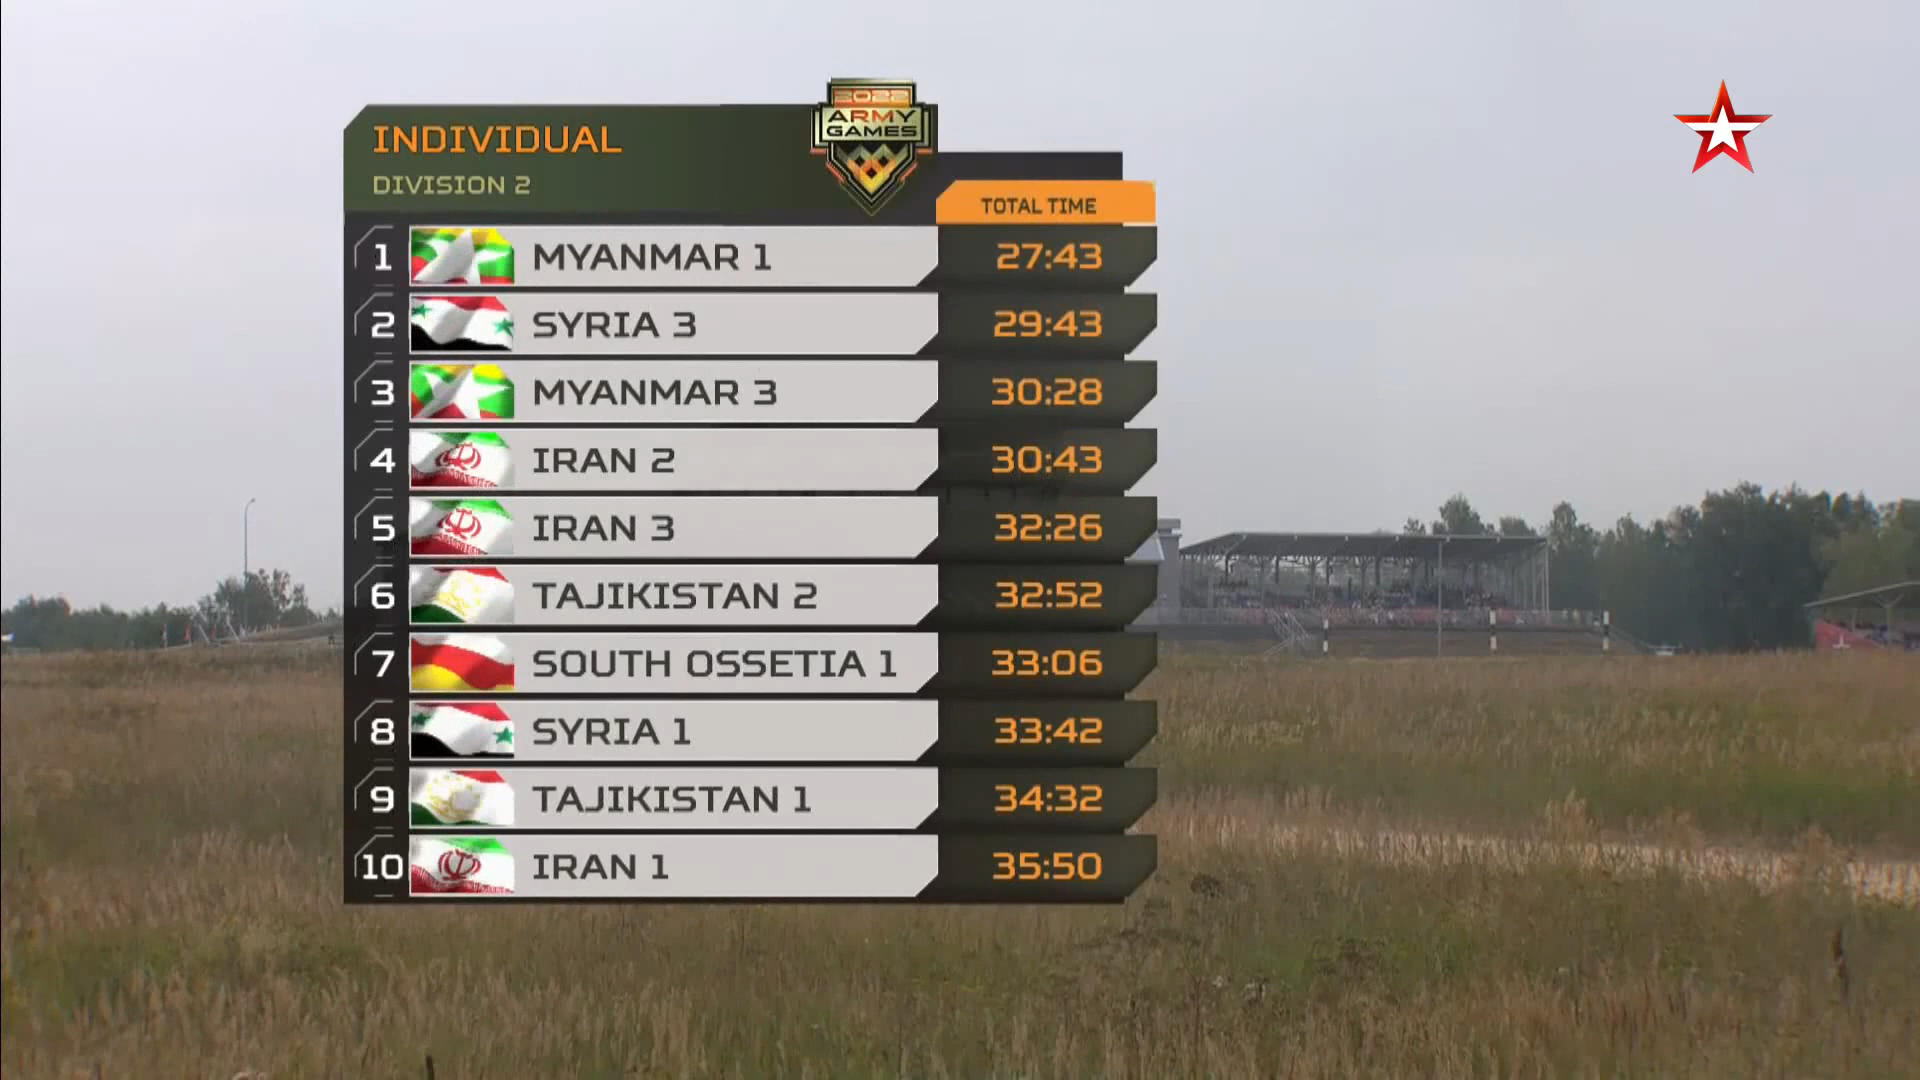 2022
ARMY
GAMES
INDIVIDUAL
DIVISION 2
TOTAL TIME
1 MYANMAR 1 27:43
2 SYRIA 3 29:43
3 MYANMAR 3 30:28
4 IRAN 2 30:43
5 IRAN 3 32:26
6 TAJIKISTAN 2 32:52
7 SOUTH OSSETIA 1 33:06
8 SYRIA 1 33:42
9 TAJIKISTAN 1 34:32
10 IRAN 1 35:50